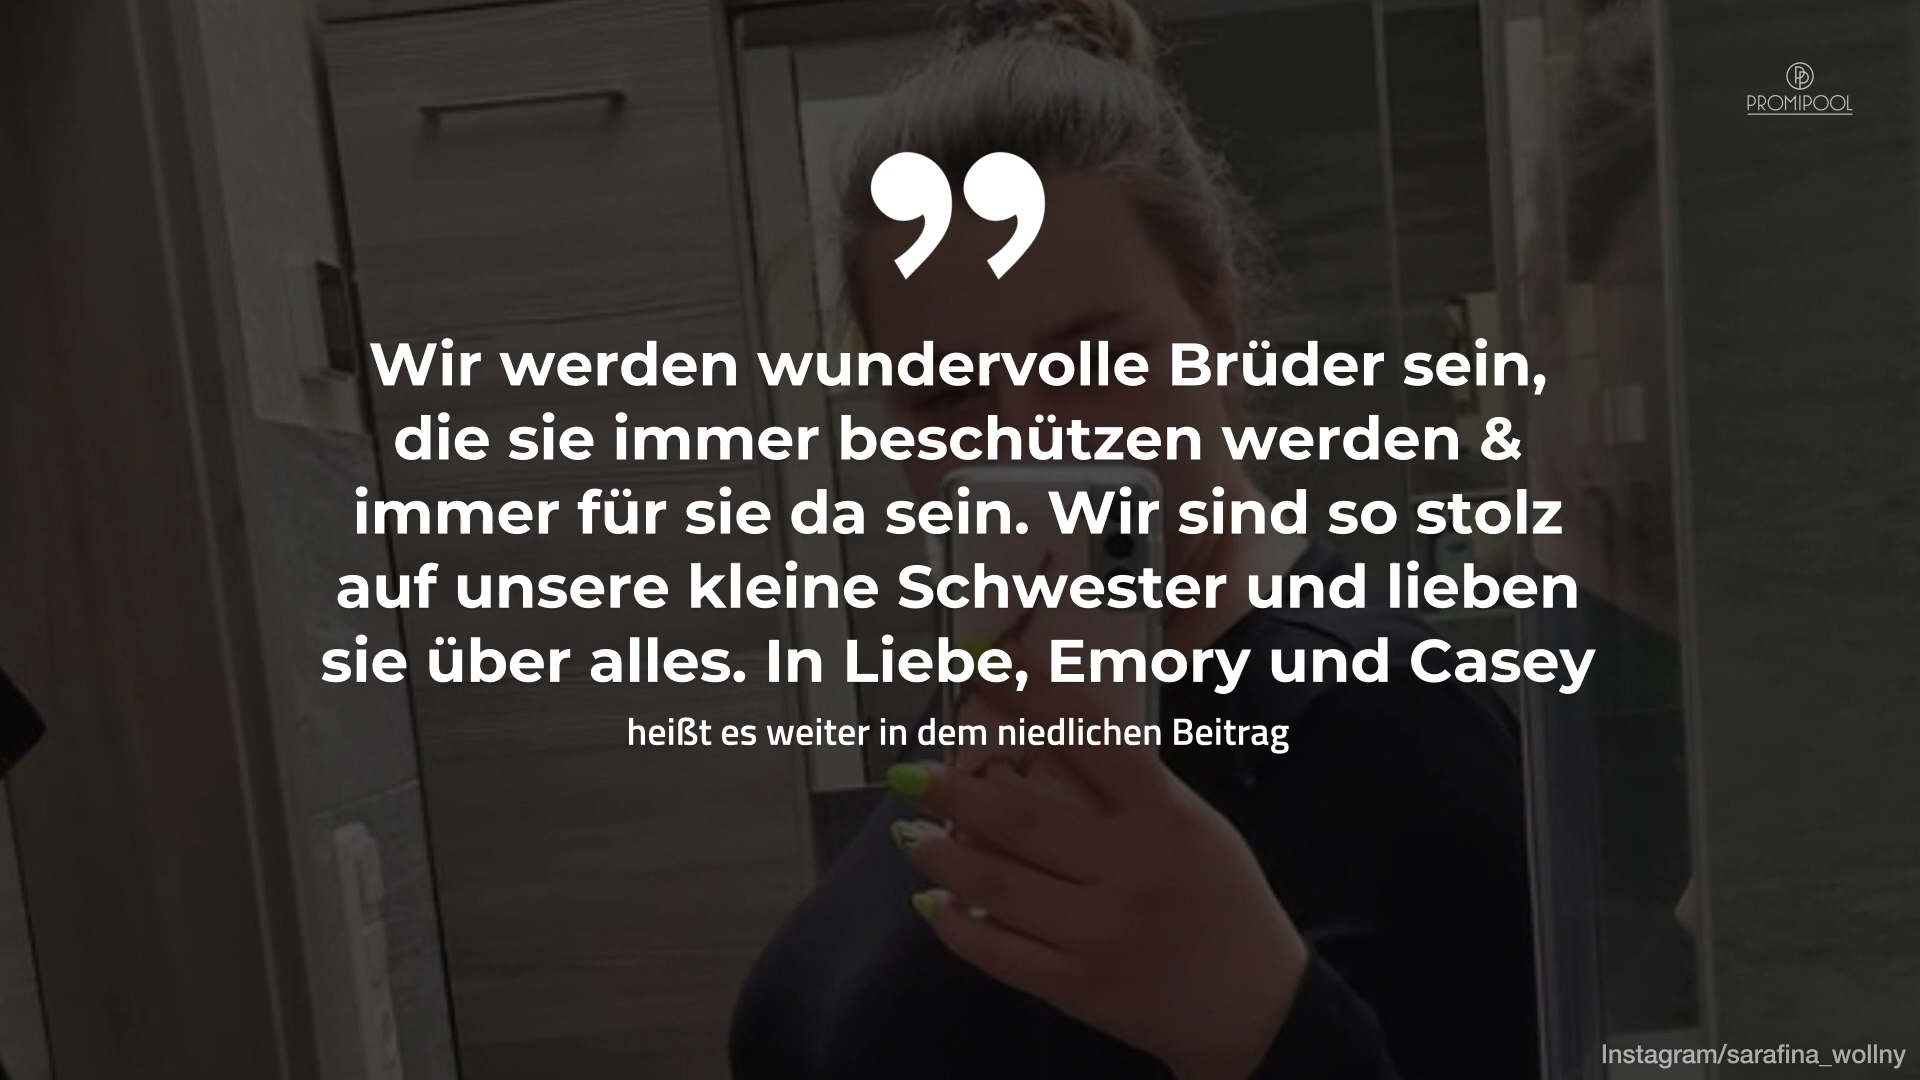 PROMIPOOL
”
Wir werden wundervolle Brüder sein,
die sie immer beschützen werden &
immer für sie da sein. Wir sind so stolz
auf unsere kleine Schwester und lieben
sie über alles. In Liebe, Emory und Casey
heißt es weiter in dem niedlichen Beitrag
Instagram/sarafina_wollny